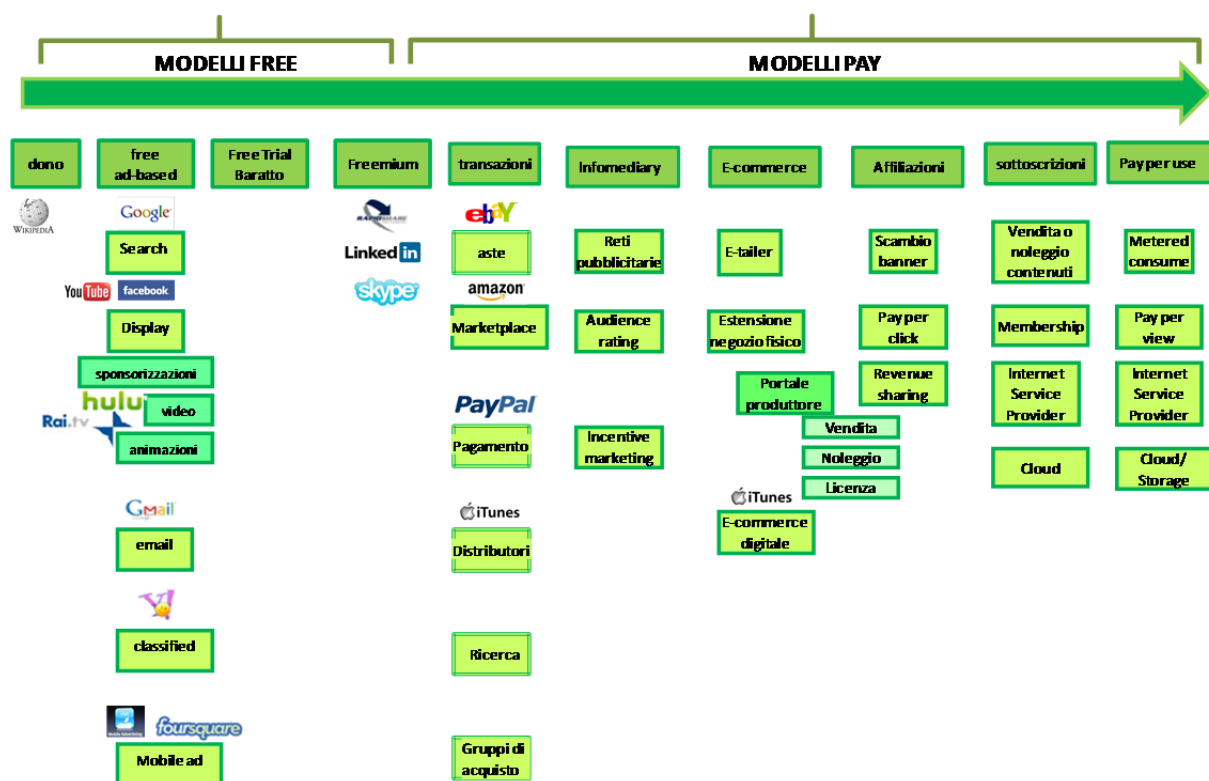 MODELLI FREE
MODELLI PAY
dono
free
ad-based
Free Trial
Baratto
Freemium
transazioni
Infomediary
E-commerce
Affiliazioni
sottoscrizioni
Pay per use
WIKIPEDIA
Google
Search
YouTube
facebook
Display
sponsorizzazioni
hulu
video
Rai.tv
animazioni
Gmail
email
Y!
classified
foursquare
Mobile ad
RAPIDSHARE
Linked in
skype
ebaY
aste
amazon
Marketplace
PayPal
Pagamento
iTunes
Distributori
Ricerca
Gruppi di
acquisto
Reti
pubblicitarie
Audience
rating
Incentive
marketing
E-tailer
Estensione
negozio fisico
Portale
produttore
Vendita
Noleggio
Licenza
iTunes
E-commerce
digitale
Scambio
banner
Pay per
click
Revenue
sharing
Vendita o
noleggio
contenuti
Membership
Internet
Service
Provider
Cloud
Metered
consume
Pay per
view
Internet
Service
Provider
Cloud/
Storage